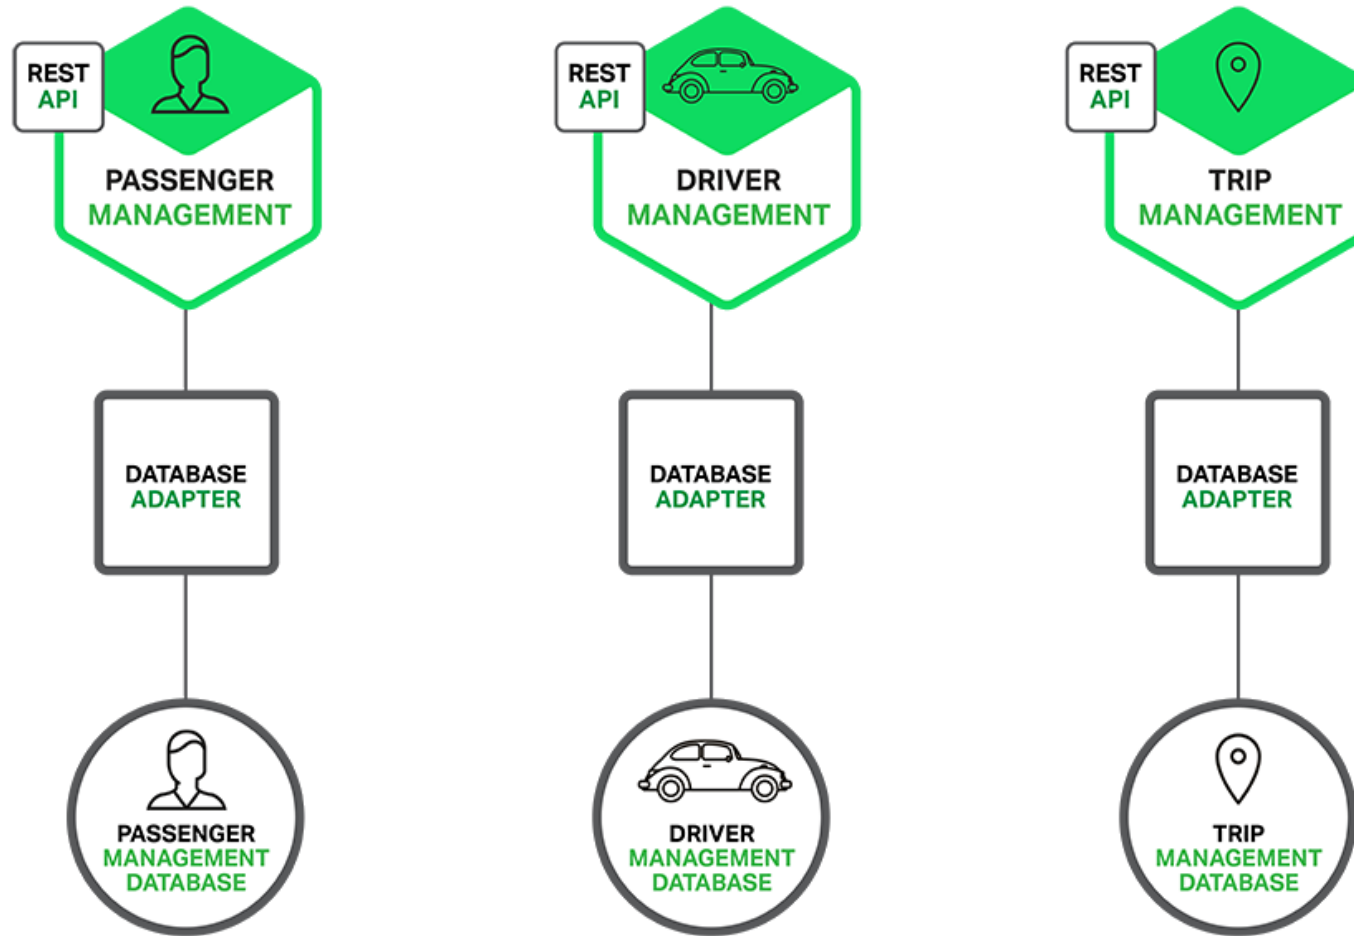 REST
API
PASSENGER
MANAGEMENT
REST
API
DRIVER
MANAGEMENT
REST
API
TRIP
MANAGEMENT
DATABASE
ADAPTER
DATABASE
ADAPTER
DATABASE
ADAPTER
PASSENGER
MANAGEMENT
DATABASE
DRIVER
MANAGEMENT
DATABASE
TRIP
MANAGEMENT
DATABASE